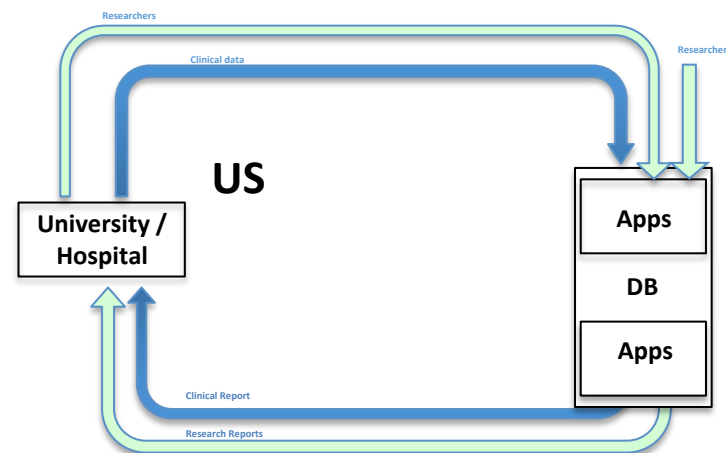 Researchers
Researcher
Clinical data
US
University /
Hospital
Apps
DB
Apps
Clinical Report
Research Reports